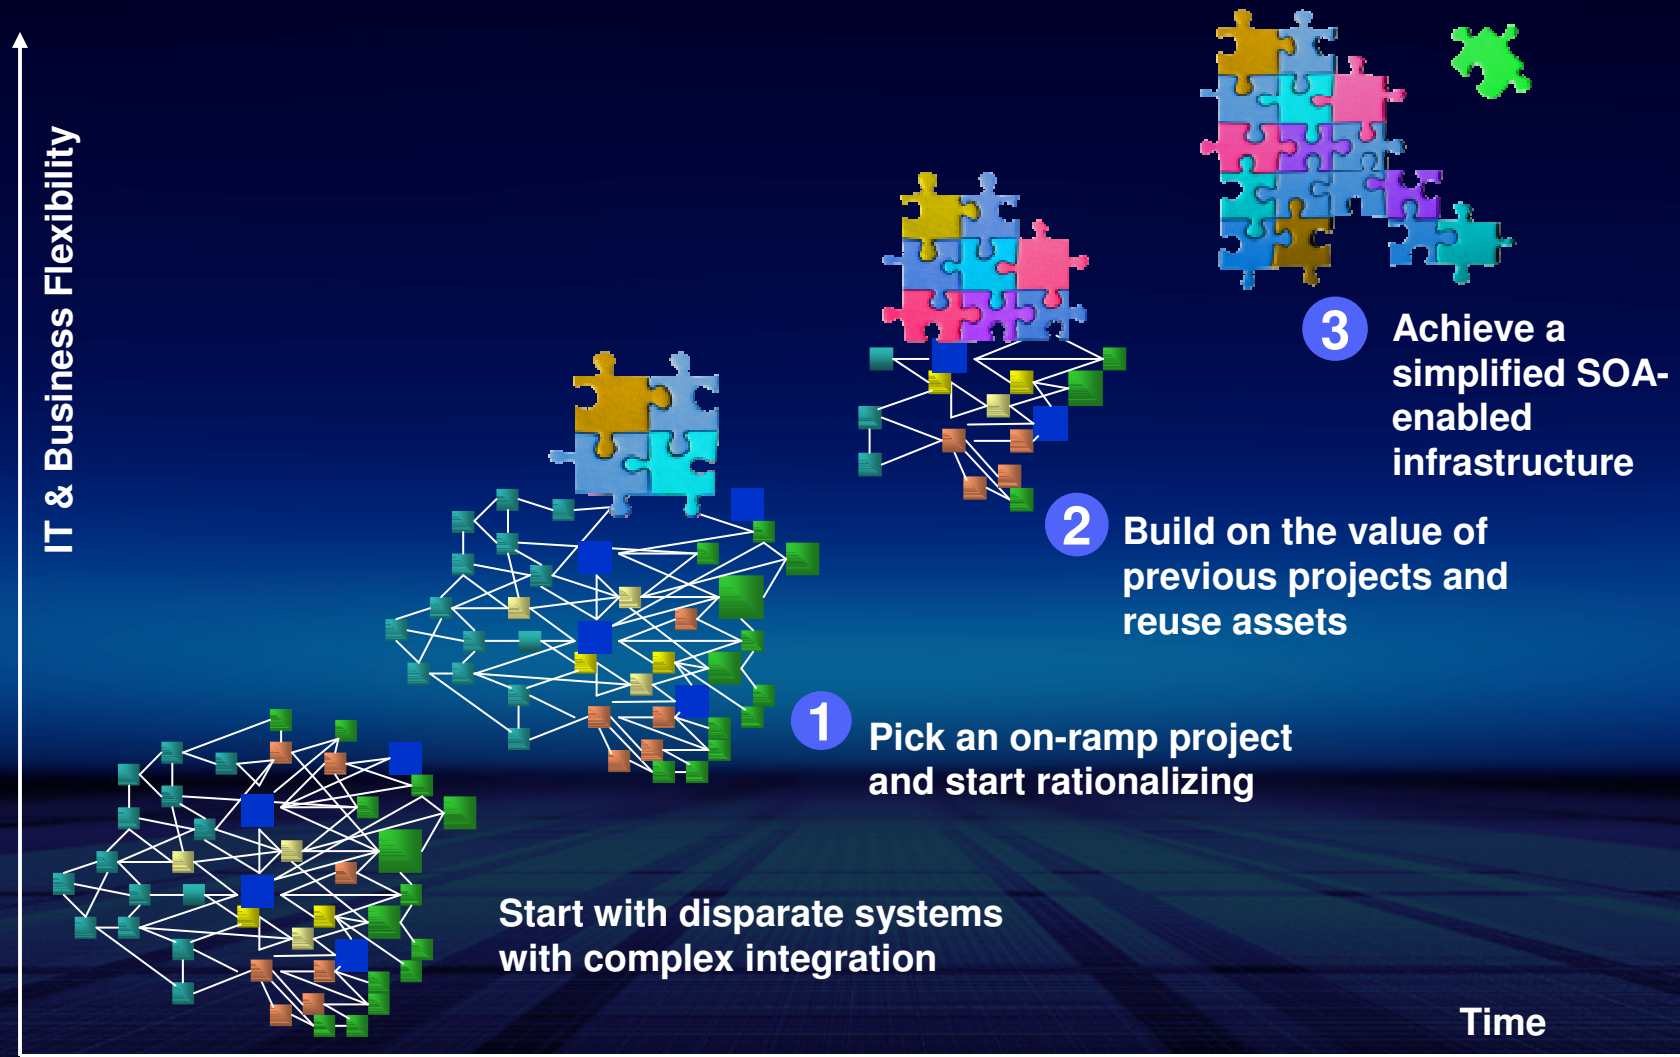 IT & Business Flexibility
3
Achieve a
simplified SOA-
enabled
infrastructure
2
Build on the value of
previous projects and
reuse assets
1
Pick an on-ramp project
and start rationalizing
Start with disparate systems
with complex integration
Time